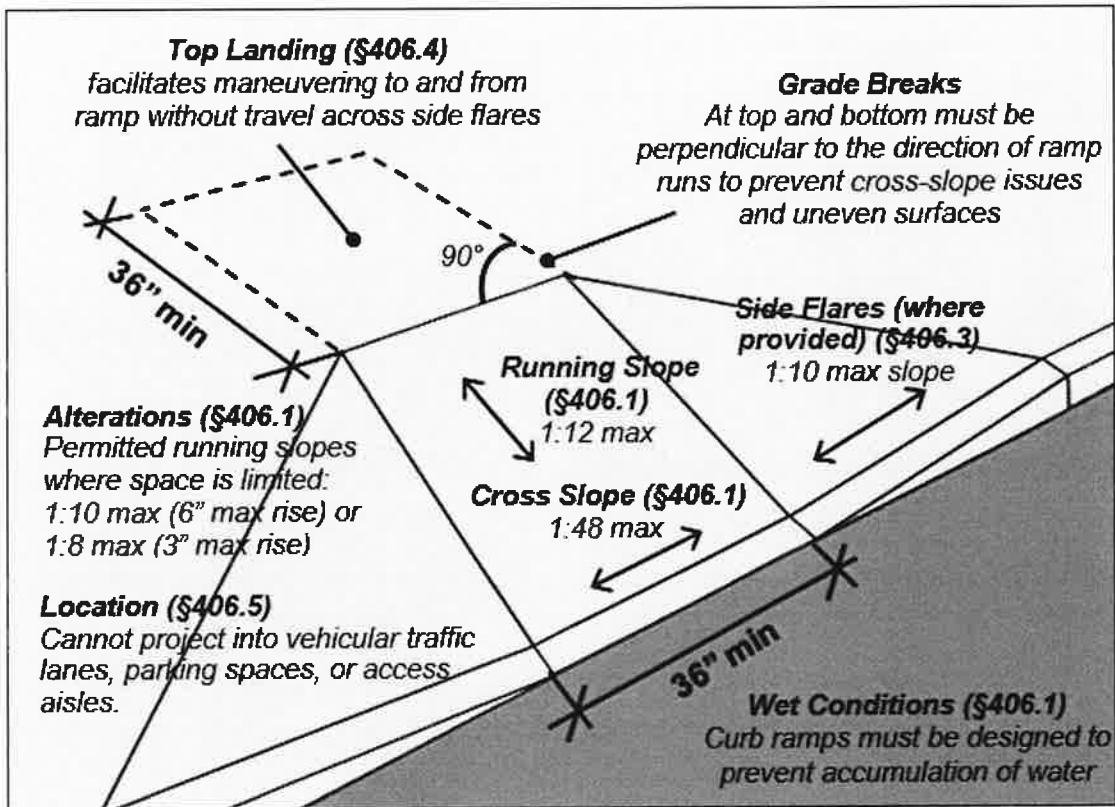 Top Landing (§406.4)
facilitates maneuvering to and from
ramp without travel across side flares
Grade Breaks
At top and bottom must be
perpendicular to the direction of ramp
runs to prevent cross-slope issues
and uneven surfaces
90°
36" min
Side Flares (where
provided) (§406.3)
1:10 max slope
Running Slope
(§406.1)
1:12 max
Alterations (§406.1)
Permitted running slopes
where space is limited:
1:10 max (6" max rise) or
1:8 max (3" max rise)
Cross Slope (§406.1)
1:48 max
Location (§406.5)
Cannot project into vehicular traffic
lanes, parking spaces, or access
aisles.
36" min
Wet Conditions (§406.1)
Curb ramps must be designed to
prevent accumulation of water